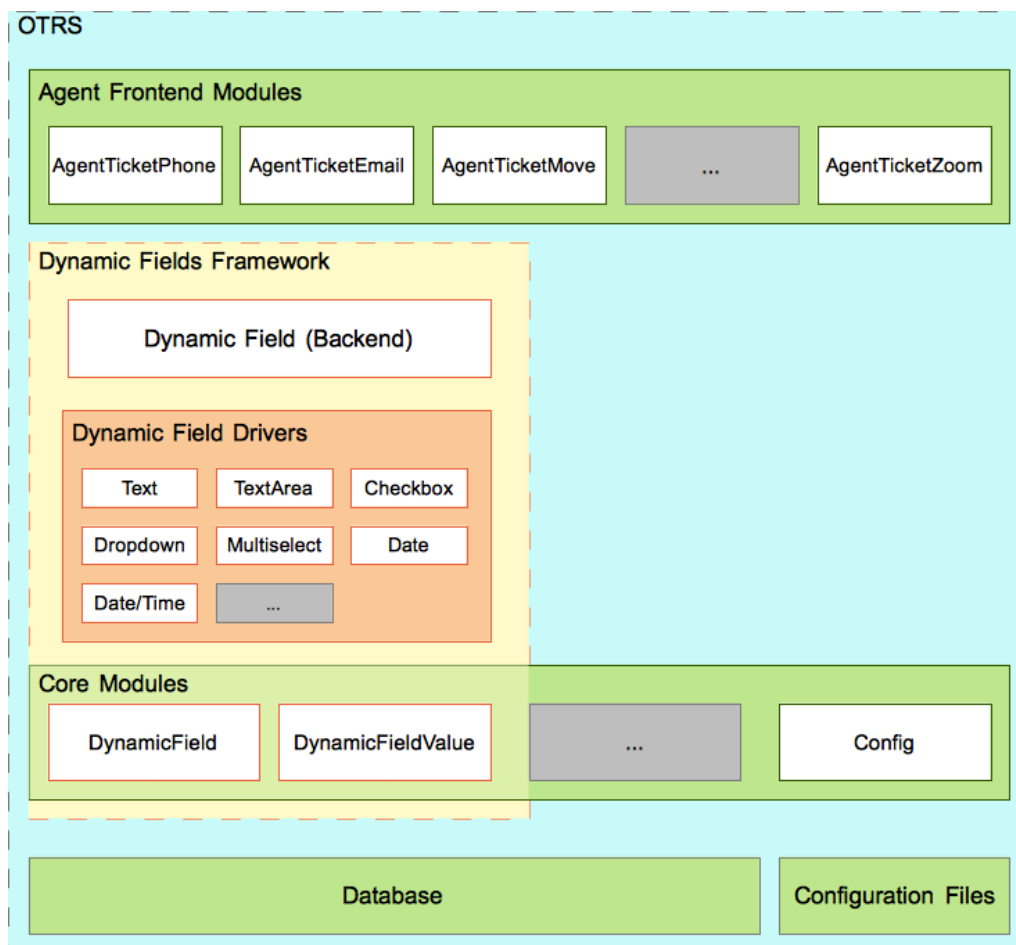 OTRS
Agent Frontend Modules
AgentTicketPhone
AgentTicketEmail
AgentTicketMove
...
AgentTicketZoom
Dynamic Fields Framework
Dynamic Field (Backend)
Dynamic Field Drivers
Text
TextArea
Checkbox
Dropdown
Multiselect
Date
Date/Time
...
Core Modules
DynamicField
DynamicFieldValue
...
Config
Database
Configuration Files